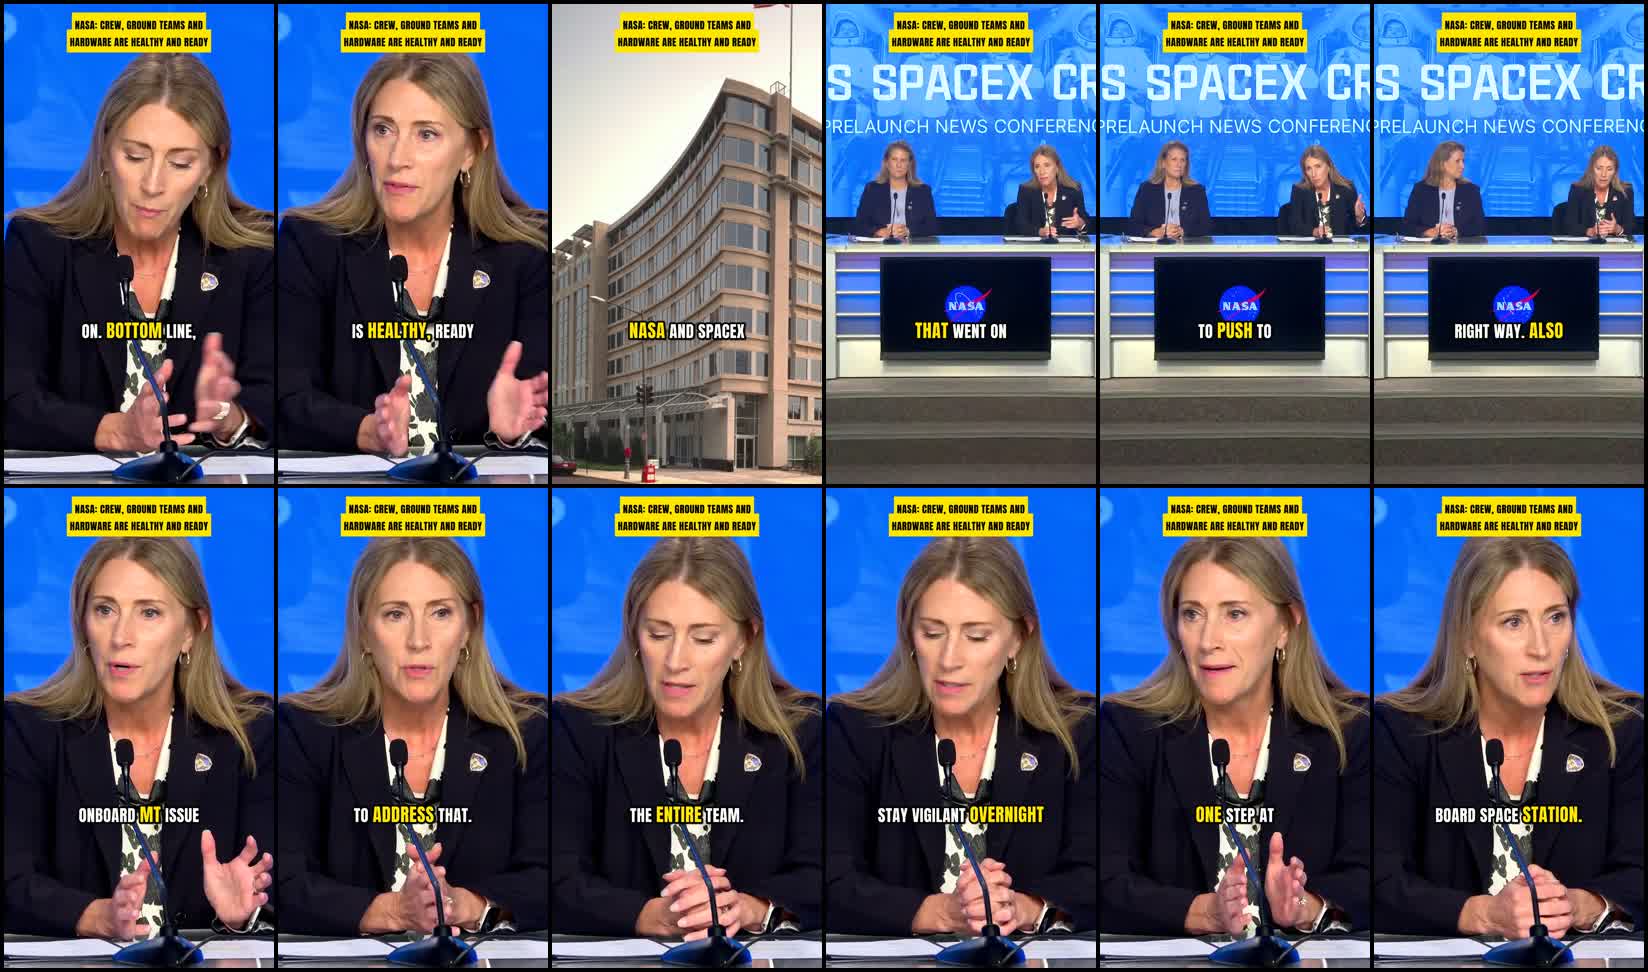 NASA: CREW, GROUND TEAMS AND
HARDWARE ARE HEALTHY AND READY
ON. BOTTOM LINE,
NASA: CREW, GROUND TEAMS AND
HARDWARE ARE HEALTHY AND READY
IS HEALTHY, READY
NASA: CREW, GROUND TEAMS AND
HARDWARE ARE HEALTHY AND READY
NASA AND SPACEX
NASA: CREW, GROUND TEAMS AND
HARDWARE ARE HEALTHY AND READY
S SPACEX CR
PRELAUNCH NEWS CONFERENC
NASA
THAT WENT ON
NASA: CREW, GROUND TEAMS AND
HARDWARE ARE HEALTHY AND READY
S SPACEX CR
PRELAUNCH NEWS CONFERENC
NASA
TO PUSH TO
NASA: CREW, GROUND TEAMS AND
HARDWARE ARE HEALTHY AND READY
S SPACEX CR
PRELAUNCH NEWS CONFERENC
NASA
RIGHT WAY. ALSO
NASA: CREW, GROUND TEAMS AND
HARDWARE ARE HEALTHY AND READY
ONBOARD MT ISSUE
NASA: CREW, GROUND TEAMS AND
HARDWARE ARE HEALTHY AND READY
TO ADDRESS THAT.
NASA: CREW, GROUND TEAMS AND
HARDWARE ARE HEALTHY AND READY
THE ENTIRE TEAM.
NASA: CREW, GROUND TEAMS AND
HARDWARE ARE HEALTHY AND READY
STAY VIGILANT OVERNIGHT
NASA: CREW, GROUND TEAMS AND
HARDWARE ARE HEALTHY AND READY
ONE STEP AT
NASA: CREW, GROUND TEAMS AND
HARDWARE ARE HEALTHY AND READY
BOARD SPACE STATION.